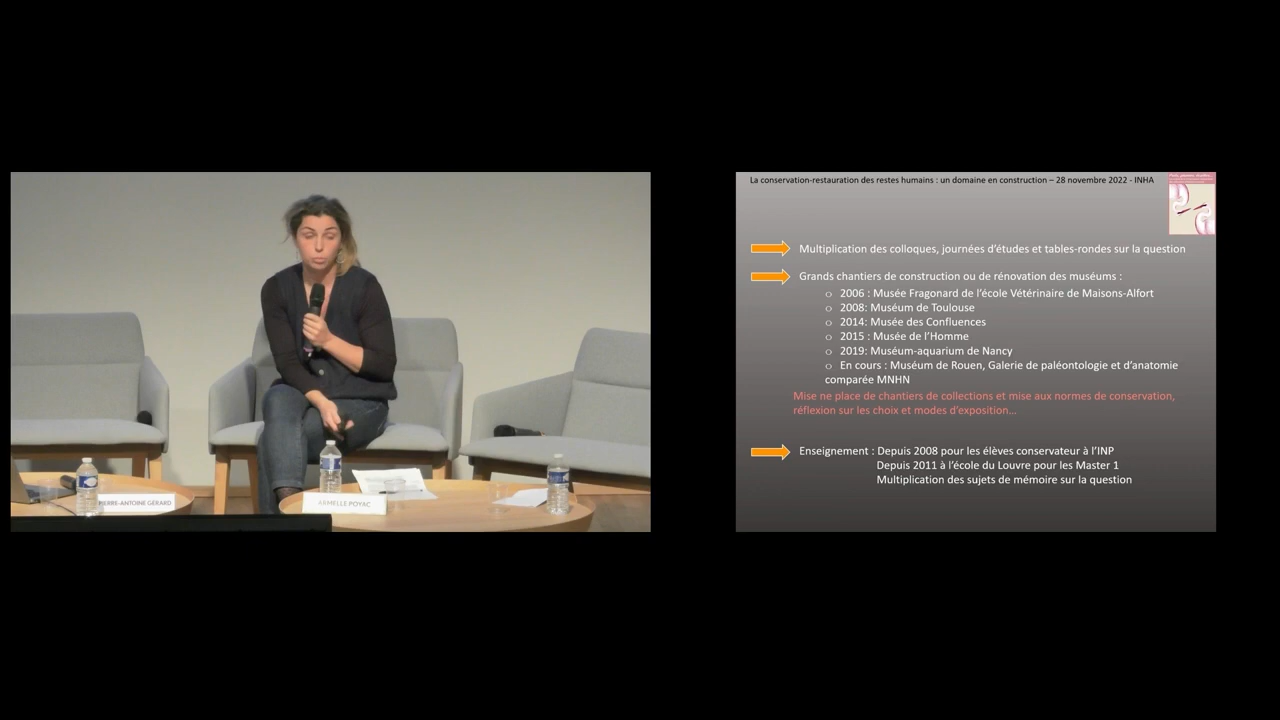 PIERRE-ANTOINE GÉRARD
ARMELLE POYAC
La conservation-restauration des restes humains : un domaine en construction – 28 novembre 2022 - INHA
Multiplication des colloques, journées d'études et tables-rondes sur la question
Grands chantiers de construction ou de rénovation des muséums :
o 2006 : Musée Fragonard de l'école Vétérinaire de Maisons-Alfort
o 2008: Muséum de Toulouse
o 2014: Musée des Confluences
o 2015 : Musée de l'Homme
o 2019: Muséum-aquarium de Nancy
o En cours : Muséum de Rouen, Galerie de paléontologie et d'anatomie
comparée MNHN
Mise ne place de chantiers de collections et mise aux normes de conservation,
réflexion sur les choix et modes d'exposition...
Enseignement : Depuis 2008 pour les élèves conservateur à l'INP
Depuis 2011 à l'école du Louvre pour les Master 1
Multiplication des sujets de mémoire sur la question